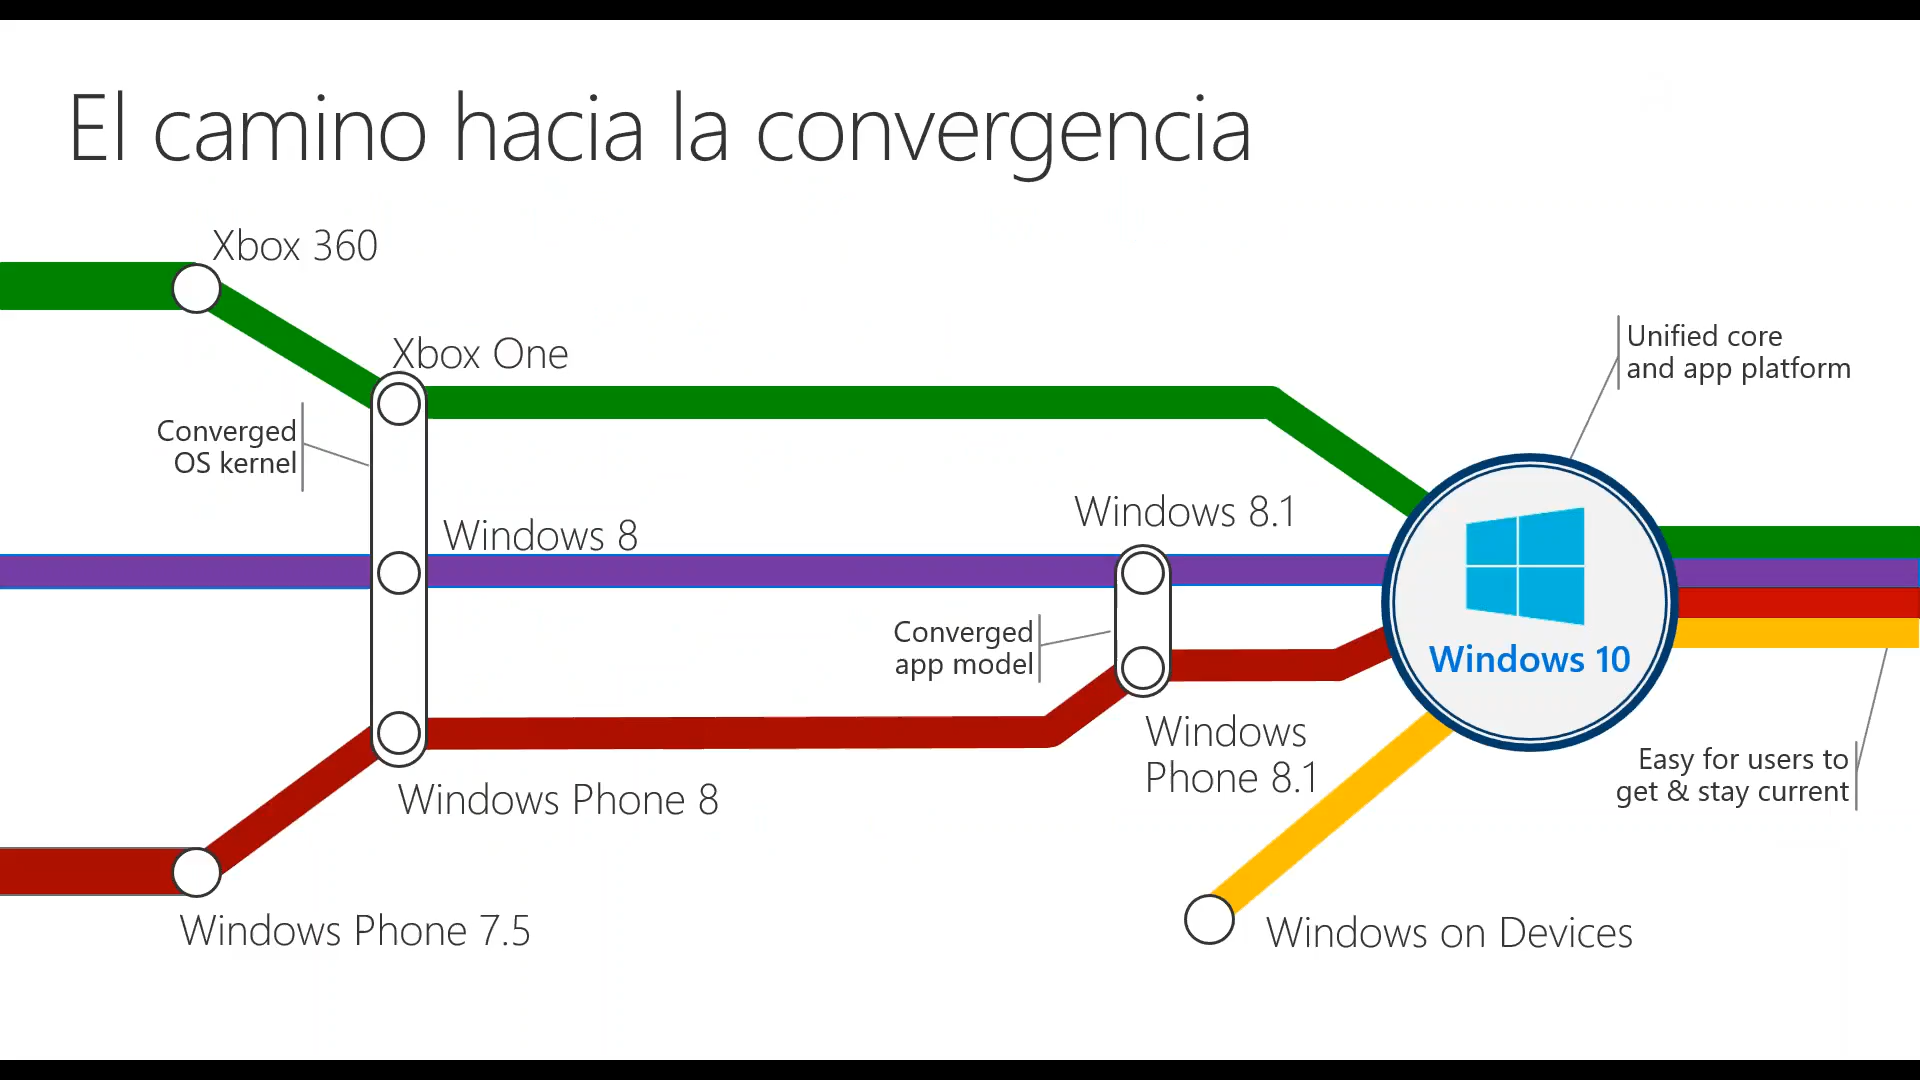 El camino hacia la convergencia
Xbox 360
Xbox One
Converged
OS kernel
Windows 8
Windows Phone 8
Windows Phone 7.5
Windows 8.1
Converged
app model
Windows
Phone 8.1
Windows on Devices
Unified core
and app platform
Windows 10
Easy for users to
get & stay current